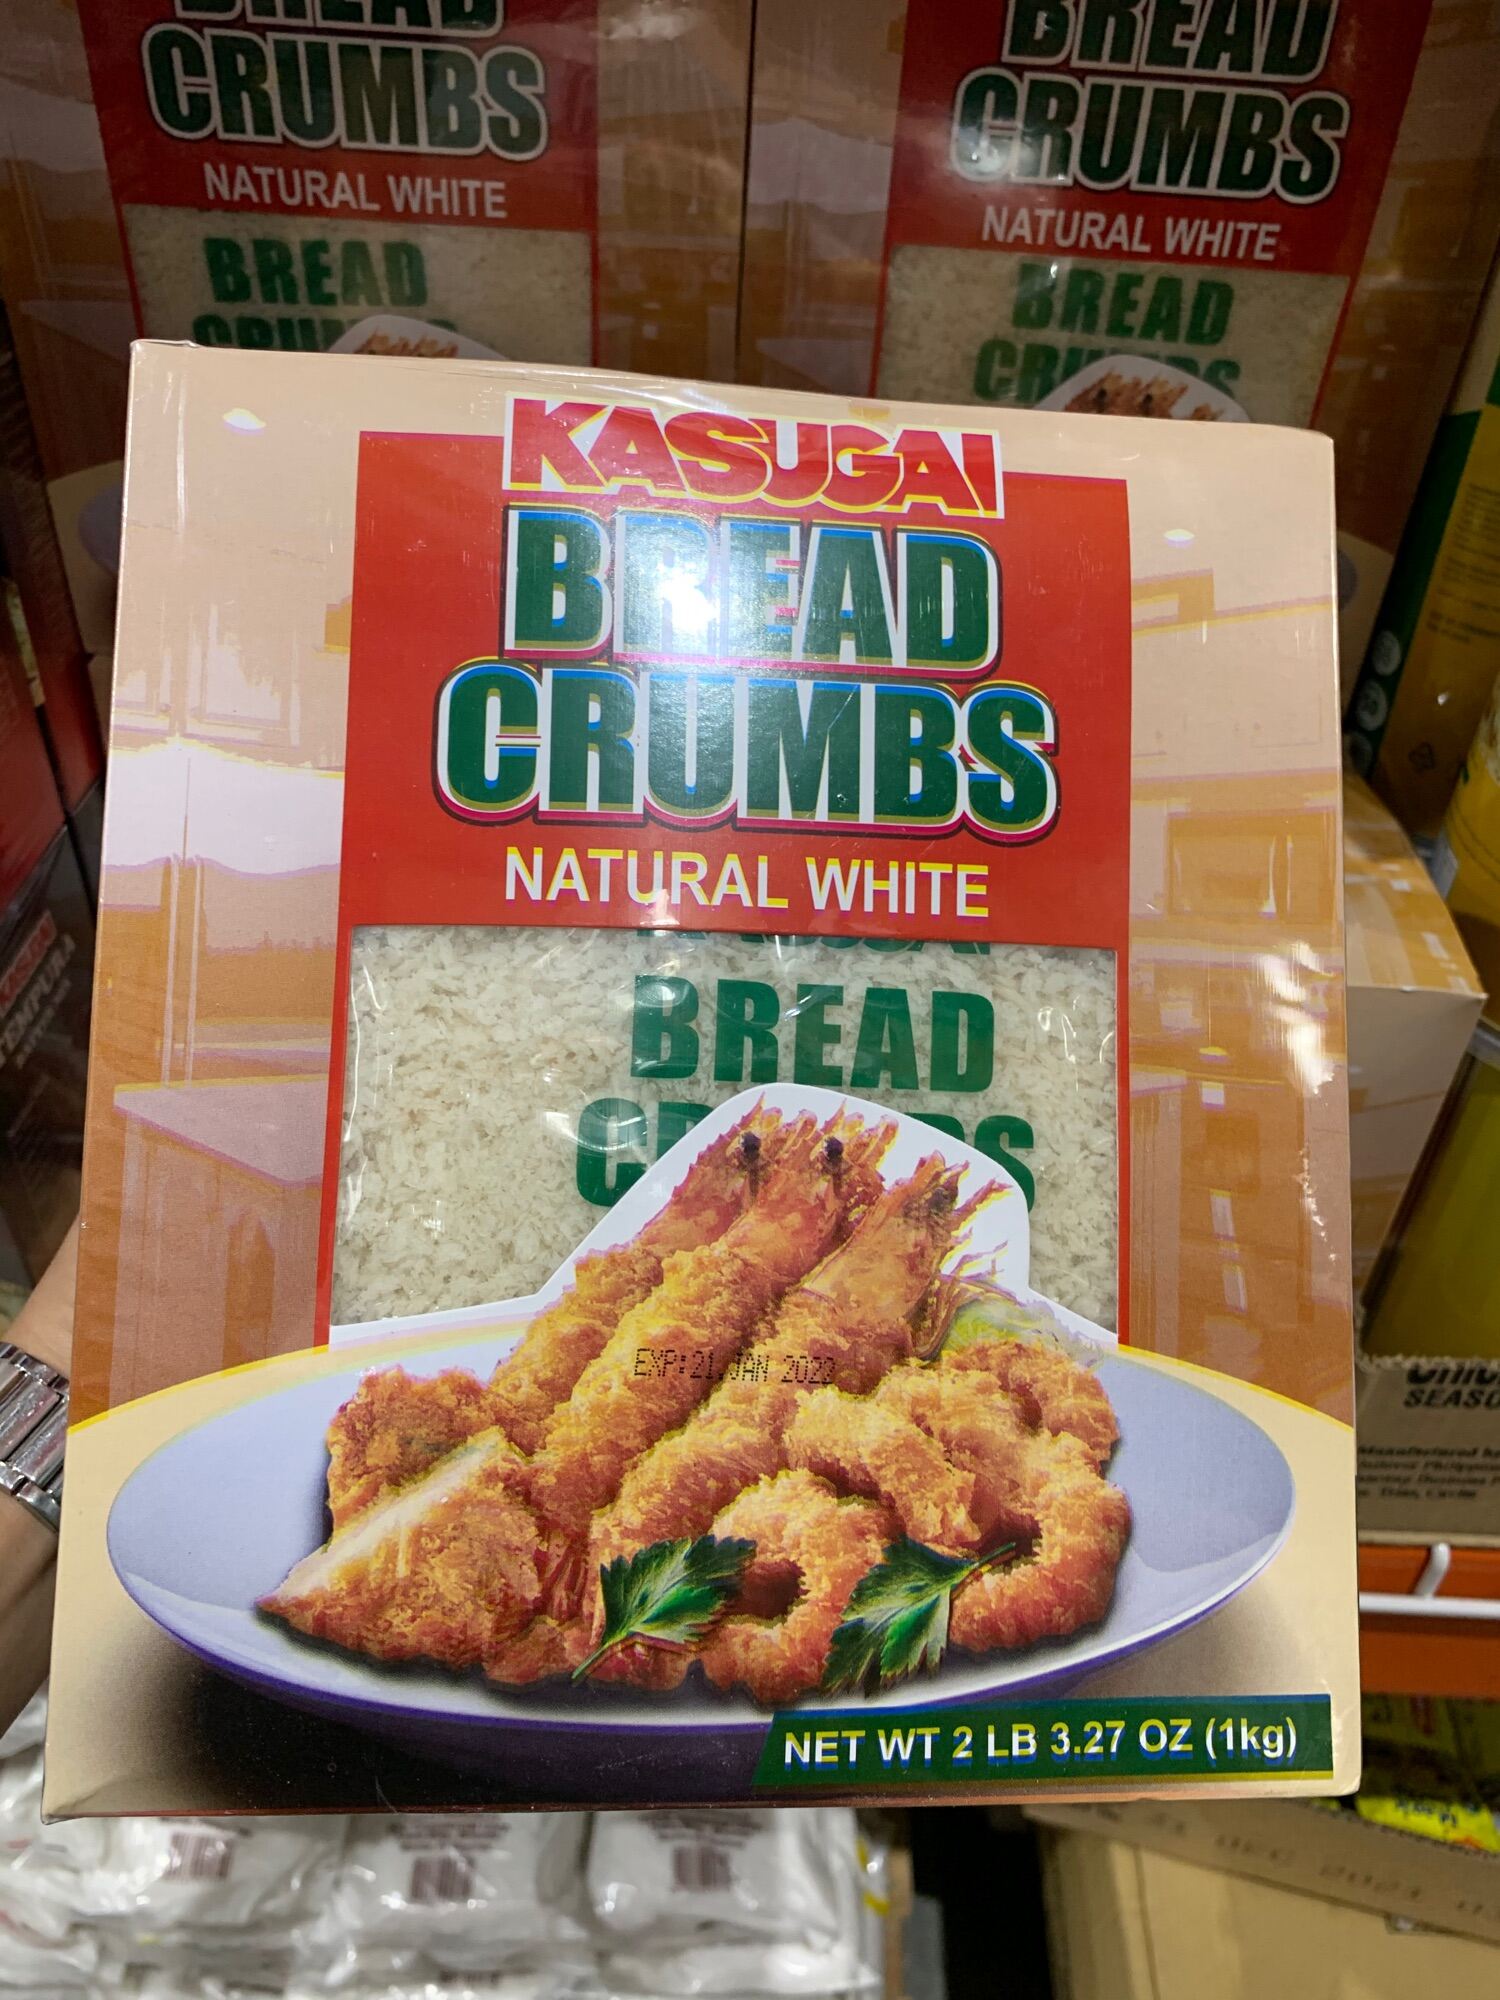 CRUMBS
NATURAL WHITE
BREAD
BREAD
CRUMBS
NATURAL WHITE
BREAD
KASUGAI
BREAD
CRUMBS
NATURAL WHITE
BREAD
EXP:21 JAN 2022
NET WT 2 LB 3.27 OZ (1kg)
TEMPURA